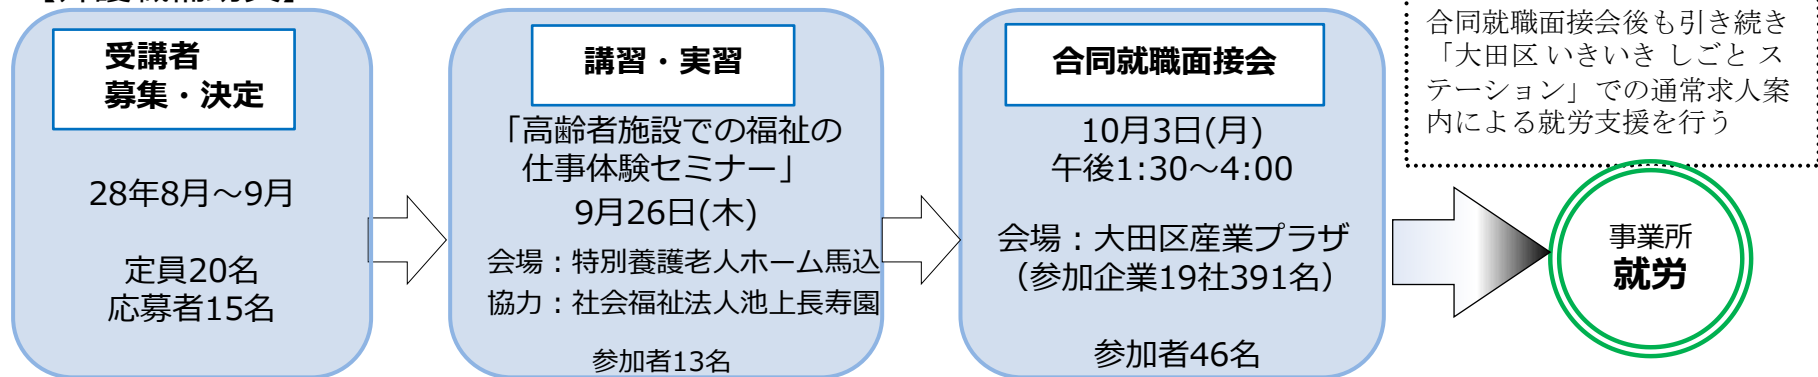 受講者
募集・決定
28年8月～9月
定員20名
応募者15名
講習・実習
「高齢者施設での福祉の
仕事体験セミナー」
9月26日(木)
会場：特別養護老人ホーム馬込
協力：社会福祉法人池上長寿園
参加者13名
合同就職面接会
10月3日(月)
午後1:30～4:00
会場：大田区産業プラザ
（参加企業19社391名）
参加者46名
合同就職面接会後も引き続き
「大田区 いきいき しごと ス
テーション」での通常求人案
内による就労支援を行う
事業所
就労